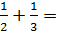 1/2 + 1/3 =